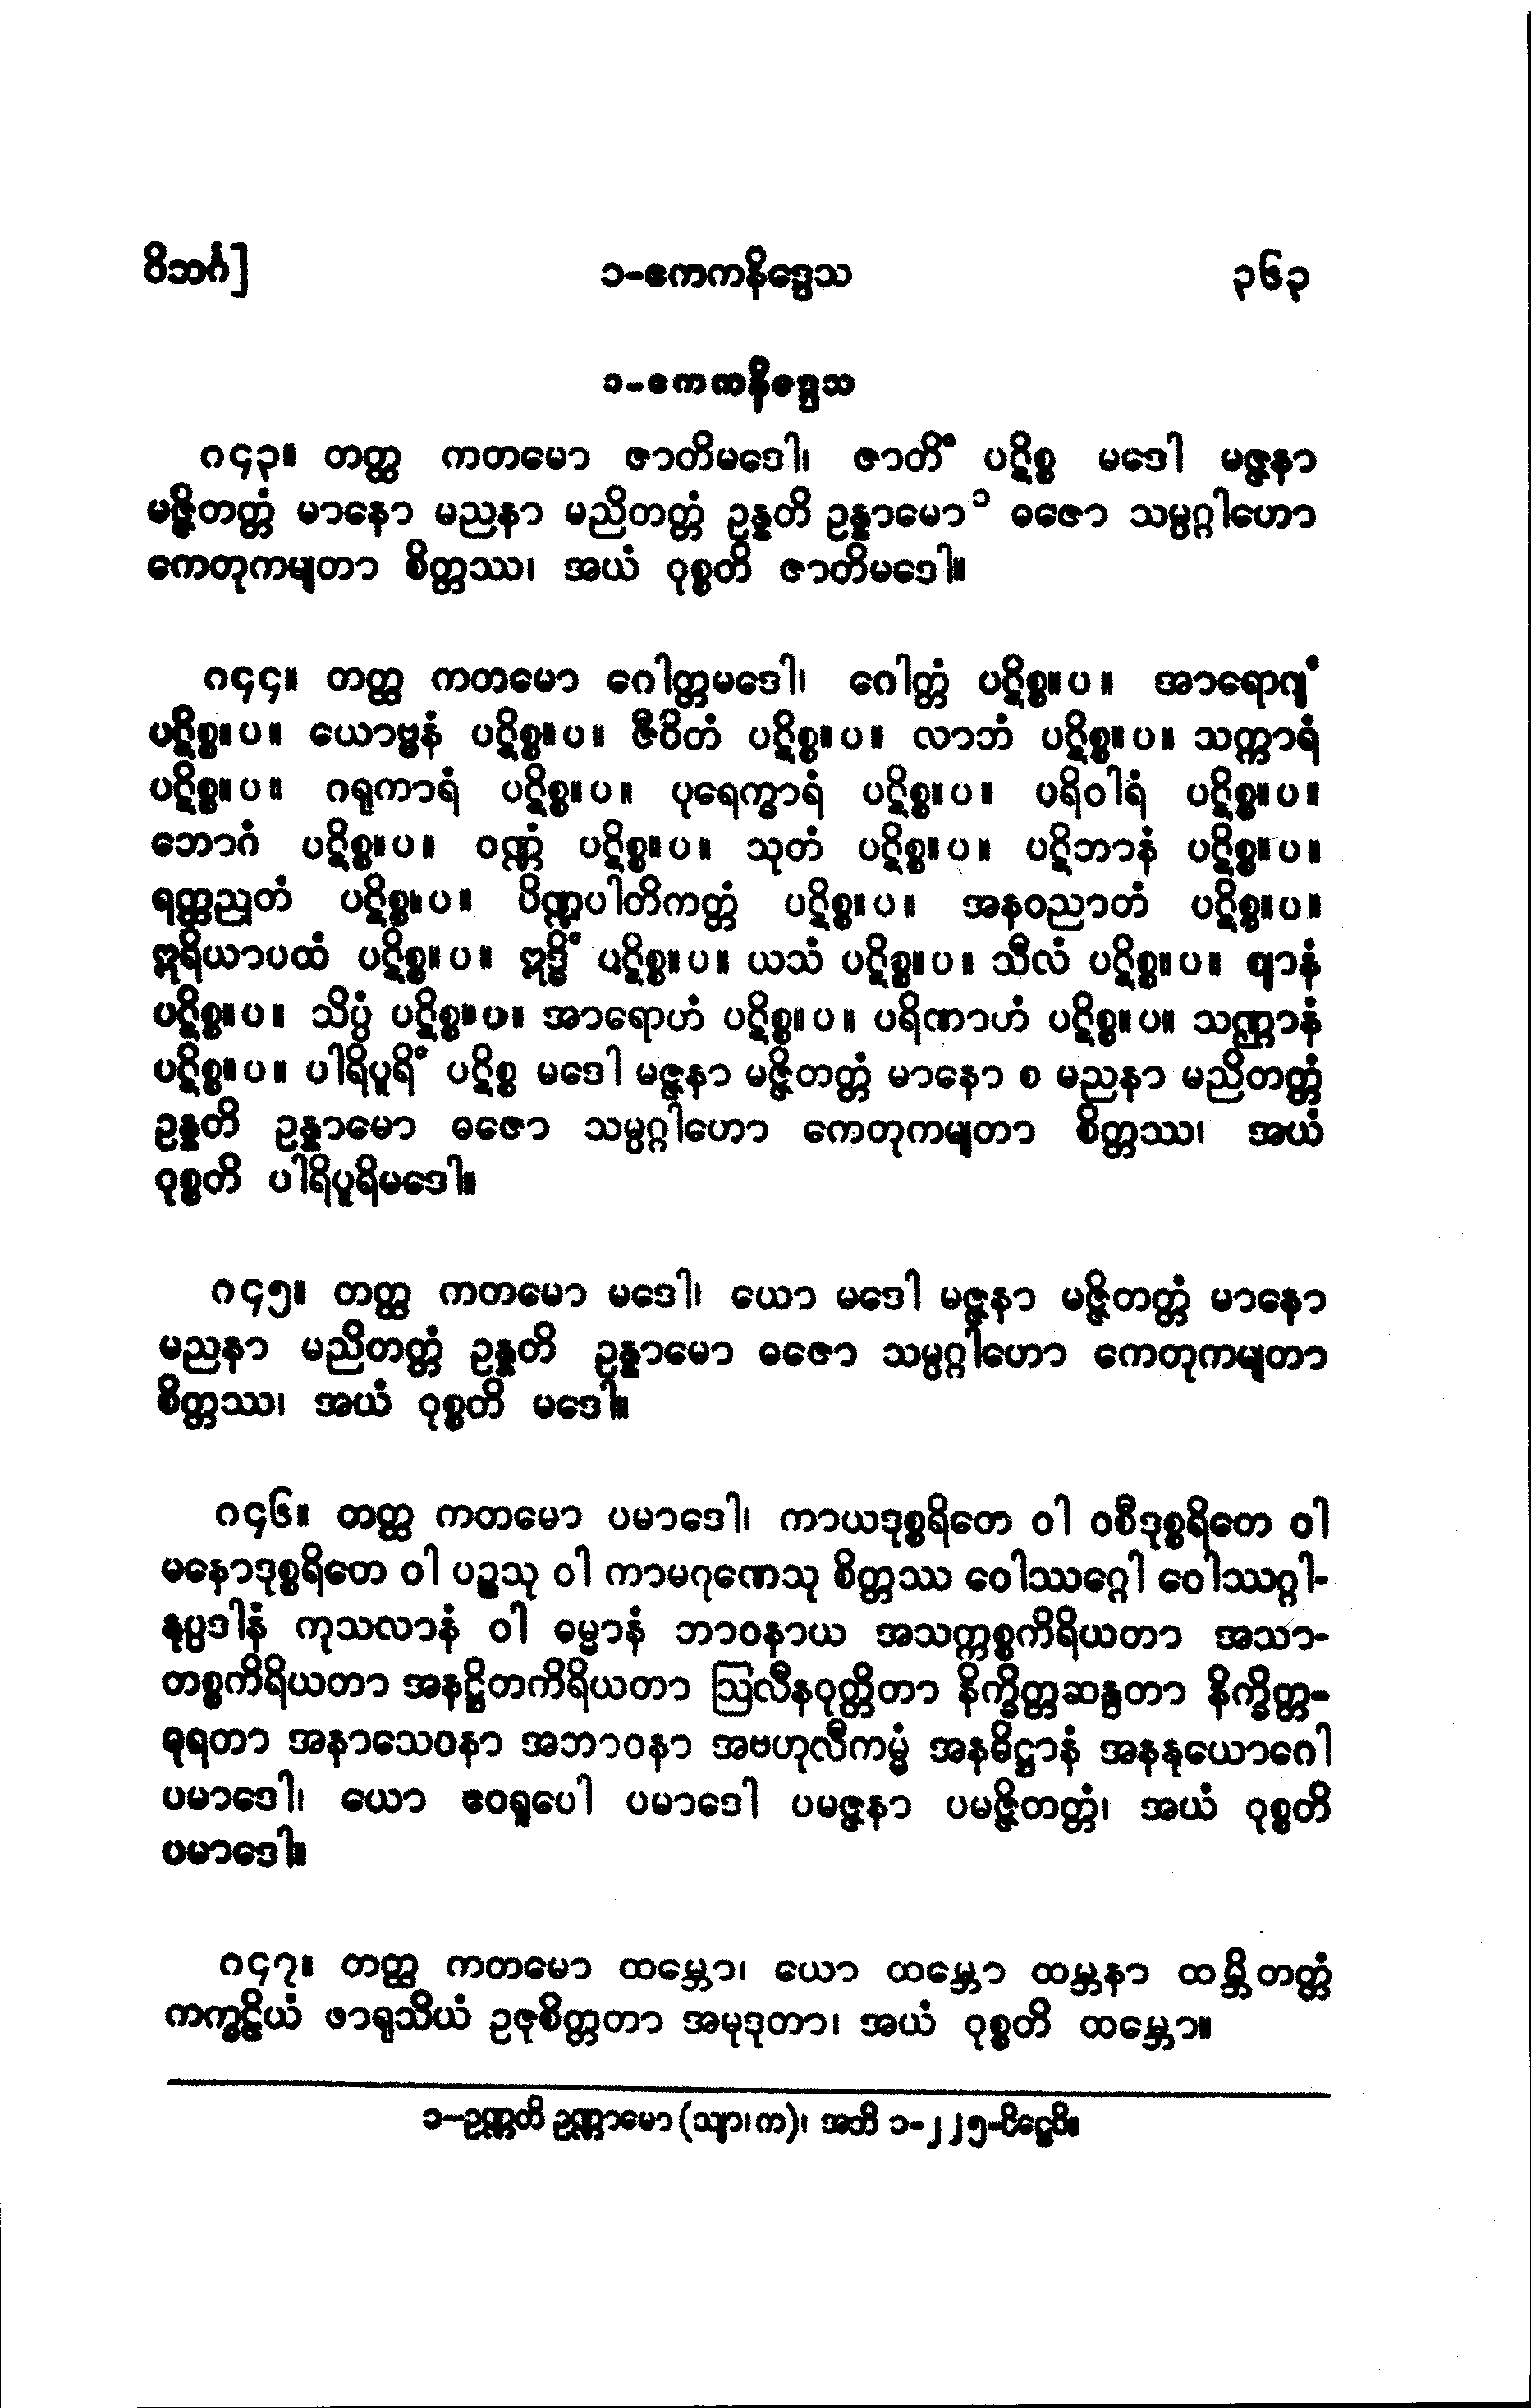 ဝိဘင်္ဂ] ၁-ဧကကနိဒ္ဒေသ ၃၆၃
၁-ဧကကနိဒ္ဒေသ
၈၄၃။ တတ္ထ ကတမော ဇာတိမဒေါ၊ ဇာတိံ ပဋိစ္စ မဒေါ မဇ္ဇနာ
မဇ္ဇိတတ္တံ မာနော မညနာ မညိတတ္တံ ဥန္နတိ ဥန္နာမော ၁ ဓဇော သမ္ပဂ္ဂါဟော
ကေတုကမျတာ စိတ္တဿ၊ အယံ ဝုစ္စတိ ဇာတိမဒေါ။
၈၄၄။ တတ္ထ ကတမော ဂေါတ္တမဒေါ၊ ဂေါတ္တံ ပဋိစ္စ။ပ။ အာရောဂျံ
ပဋိစ္စ။ပ။ ယောဗ္ဗနံ ပဋိစ္စ။ပ။ ဇီဝိတံ ပဋိစ္စ။ပ။ လာဘံ ပဋိစ္စ။ပ။ သက္ကာရံ
ပဋိစ္စ။ပ။ ဂရုကာရံ ပဋိစ္စ။ပ။ ပုရေက္ခာရံ ပဋိစ္စ။ပ။ ပရိဝါရံ ပဋိစ္စ။ပ။
ဘောဂံ ပဋိစ္စ။ပ။ ဝဏ္ဏံ ပဋိစ္စ။ပ။ သုတံ ပဋိစ္စ။ပ။ ပဋိဘာနံ ပဋိစ္စ။ပ။
ရတ္တညုတံ ပဋိစ္စ။ပ။ ပိဏ္ဍပါတိကတ္တံ ပဋိစ္စ။ပ။ အနဝညာတံ ပဋိစ္စ။ပ။
ဣရိယာပထံ ပဋိစ္စ။ပ။ ဣဒ္ဓိံ ပဋိစ္စ။ပ။ ယသံ ပဋိစ္စ။ပ။ သီလံ ပဋိစ္စ။ပ။ ဈာနံ
ပဋိစ္စ။ပ။ သိပ္ပံ ပဋိစ္စ။ပ။ အာရောဟံ ပဋိစ္စ။ပ။ ပရိဏာဟံ ပဋိစ္စ။ပ။ သဏ္ဌာနံ
ပဋိစ္စ။ပ။ ပါရိပူရိံ ပဋိစ္စ မဒေါ မဇ္ဇနာ မဇ္ဇိတတ္တံ မာနော စ မညနာ မညိတတ္တံ
ဥန္နတိ ဥန္နာမော ဓဇော သမ္ပဂ္ဂါဟော ကေတုကမျတာ စိတ္တဿ၊ အယံ
ဝုစ္စတိ ပါရိပူရိမဒေါ။
၈၄၅။ တတ္ထ ကတမော မဒေါ၊ ယော မဒေါ မဇ္ဇနာ မဇ္ဇိတတ္တံ မာနော
မညနာ မညိတတ္တံ ဥန္နတိ ဥန္နာမော ဓဇော သမ္ပဂ္ဂါဟော ကေတုကမျတာ
စိတ္တဿ၊ အယံ ဝုစ္စတိ မဒေါ။
၈၄၆။ တတ္ထ ကတမော ပမာဒေါ၊ ကာယဒုစ္စရိတေ ဝါ ဝစီဒုစ္စရိတေ ဝါ
မနောဒုစ္စရိတေ ဝါ ပဉ္စသု ဝါ ကာမဂုဏေသု စိတ္တဿ ဝေါဿဂ္ဂေါ ဝေါဿဂ္ဂါ-
နုပ္ပဒါနံ ကုသလာနံ ဝါ ဓမ္မာနံ ဘာဝနာယ အသက္ကစ္စကိရိယတာ အသာ-
တစ္စကိရိယတာ အနဋ္ဌိတကိရိယတာ ဩလီနဝုတ္တိတာ နိက္ခိတ္တဆန္ဒတာ နိက္ခိတ္တ-
ဓုရတာ အနာသေဝနာ အဘာဝနာ အဗဟုလီကမ္မံ အနဓိဋ္ဌာနံ အနနုယောဂေါ
ပမာဒေါ၊ ယော ဧဝရူပေါ ပမာဒေါ ပမဇ္ဇနာ ပမဇ္ဇိတတ္တံ၊ အယံ ဝုစ္စတိ
ပမာဒေါ။
၈၄၇။ တတ္ထ ကတမော ထမ္ဘော၊ ယော ထမ္ဘော ထမ္ဘနာ ထမ္ဘိတတ္တံ
ကက္ခဠိယံ ဖာရုသိယံ ဥဇုစိတ္တတာ အမုဒုတာ၊ အယံ ဝုစ္စတိ ထမ္ဘော။
၁-ဥဏ္ဏတိ ဥဏ္ဏာမော (သျာ၊ က)၊ အဘိ ၁-၂၂၅-ပိဋ္ဌေပိ။